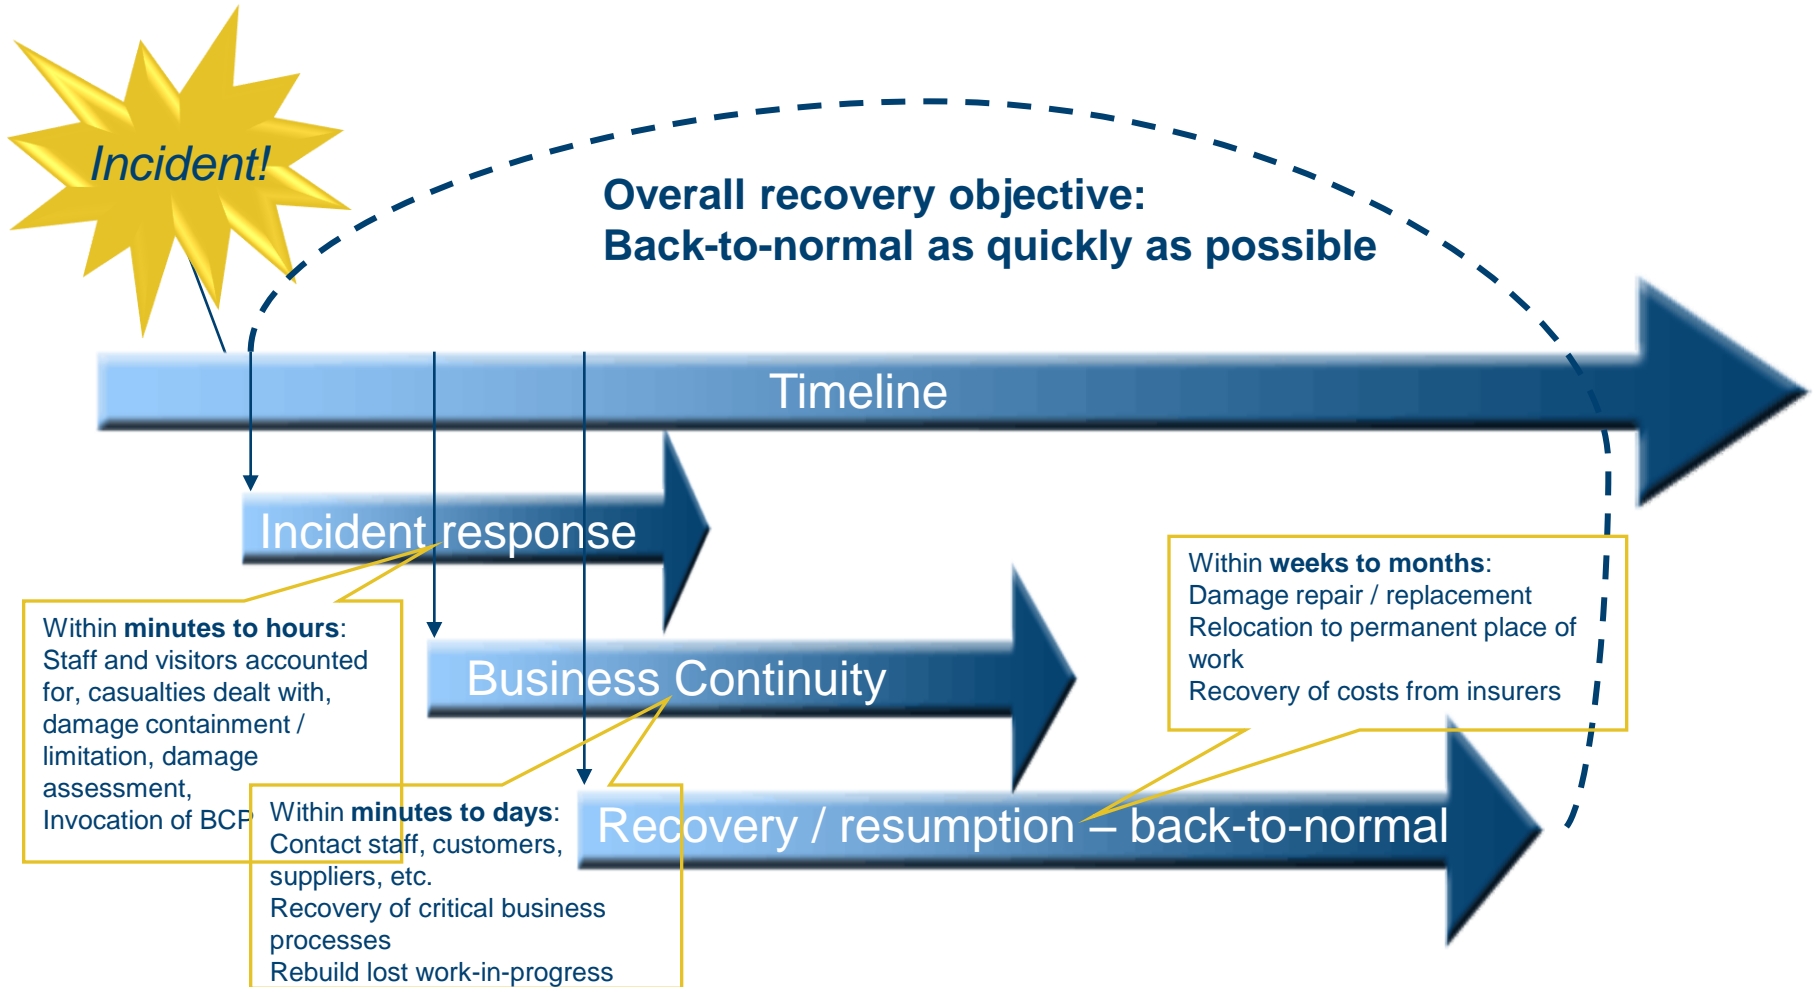 Incident!
Overall recovery objective:
Back-to-normal as quickly as possible
Timeline
Incident response
Within minutes to hours:
Staff and visitors accounted
for, casualties dealt with,
damage containment /
limitation, damage
assessment,
Invocation of BCP
Business Continuity
Within minutes to days:
Contact staff, customers,
suppliers, etc.
Recovery of critical business
processes
Rebuild lost work-in-progress
Within weeks to months:
Damage repair / replacement
Relocation to permanent place of
work
Recovery of costs from insurers
Recovery / resumption – back-to-normal